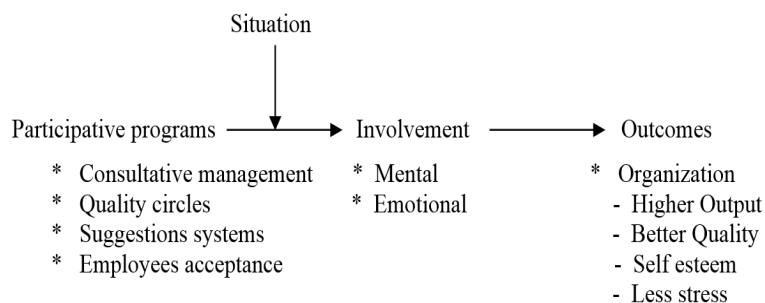 Situation
Participative programs
* Consultative management
* Quality circles
* Suggestions systems
* Employees acceptance
Involvement
* Mental
* Emotional
Outcomes
* Organization
- Higher Output
- Better Quality
- Self esteem
- Less stress